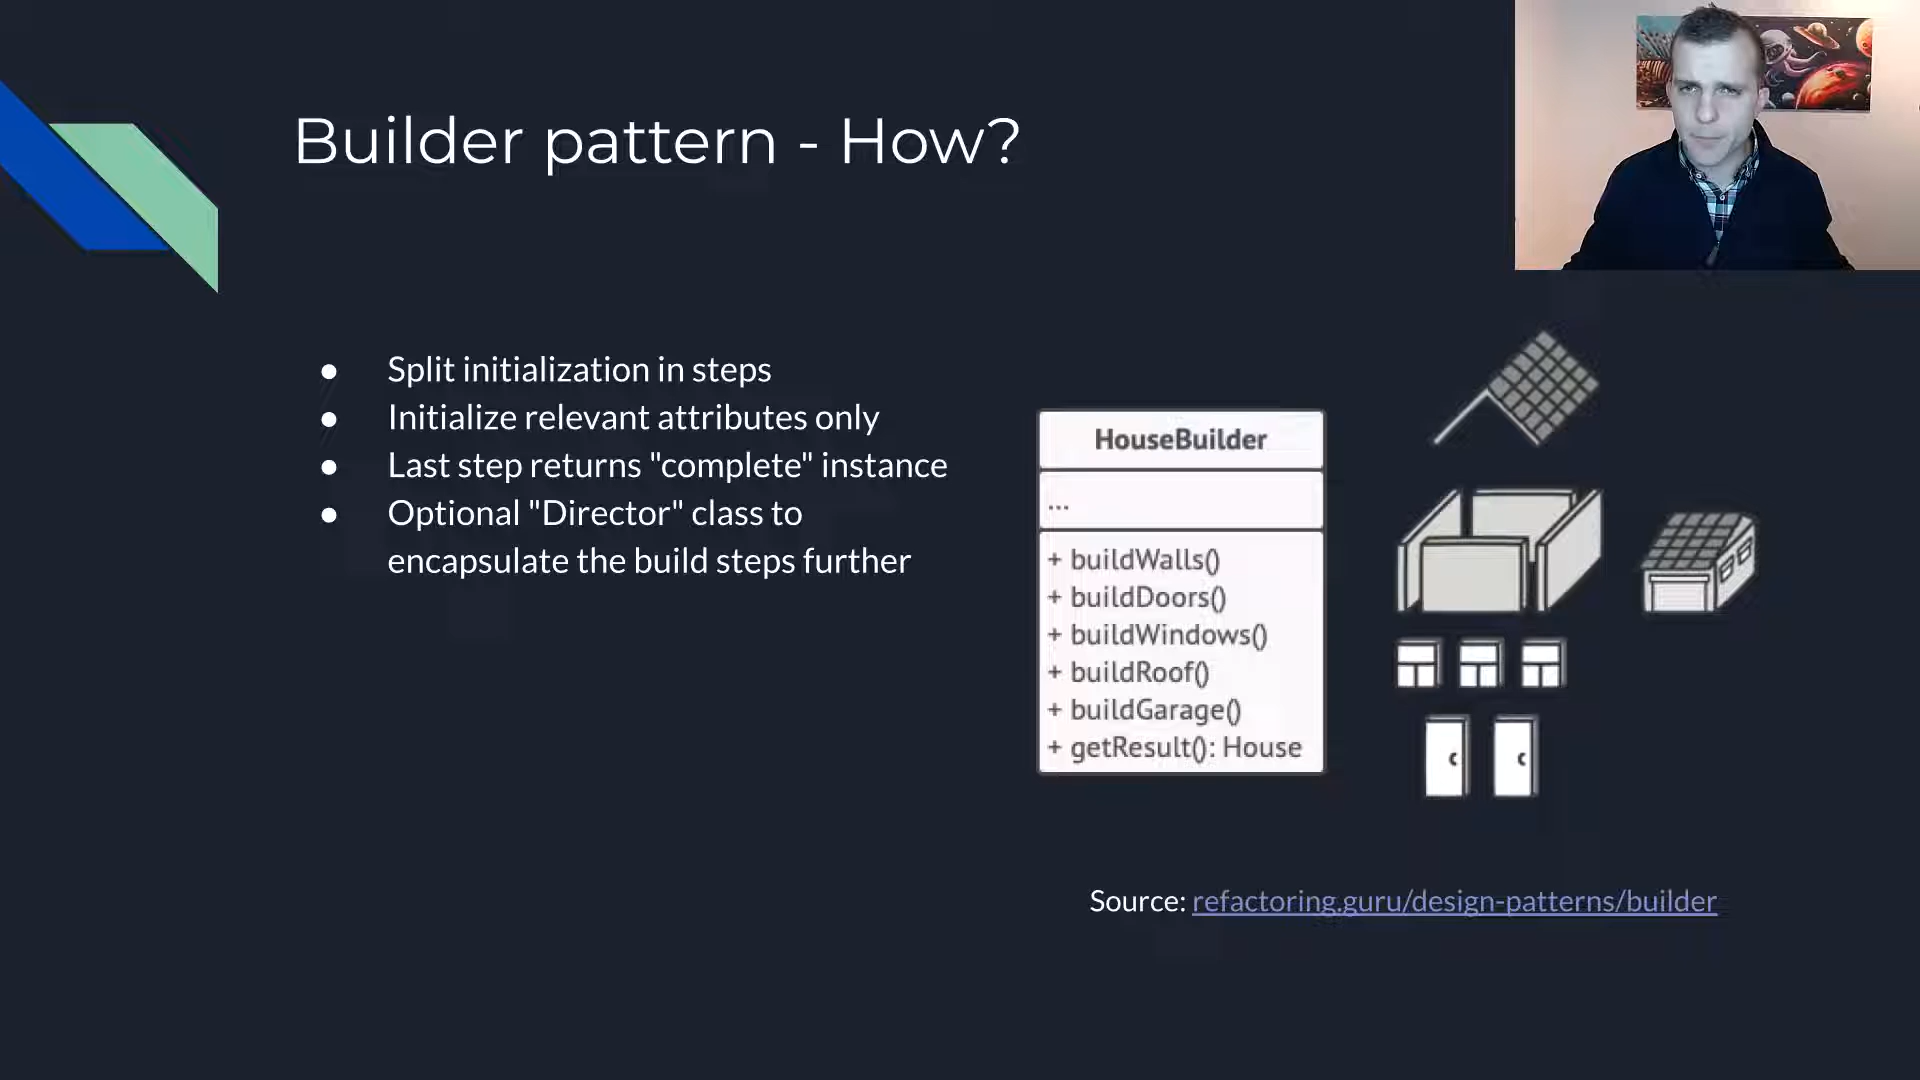 Builder pattern - How?
● Split initialization in steps
● Initialize relevant attributes only
● Last step returns "complete" instance
● Optional "Director" class to
encapsulate the build steps further
HouseBuilder
...
+ buildWalls()
+ buildDoors()
+ buildWindows()
+ buildRoof()
+ buildGarage()
+ getResult(): House
Source: refactoring.guru/design-patterns/builder